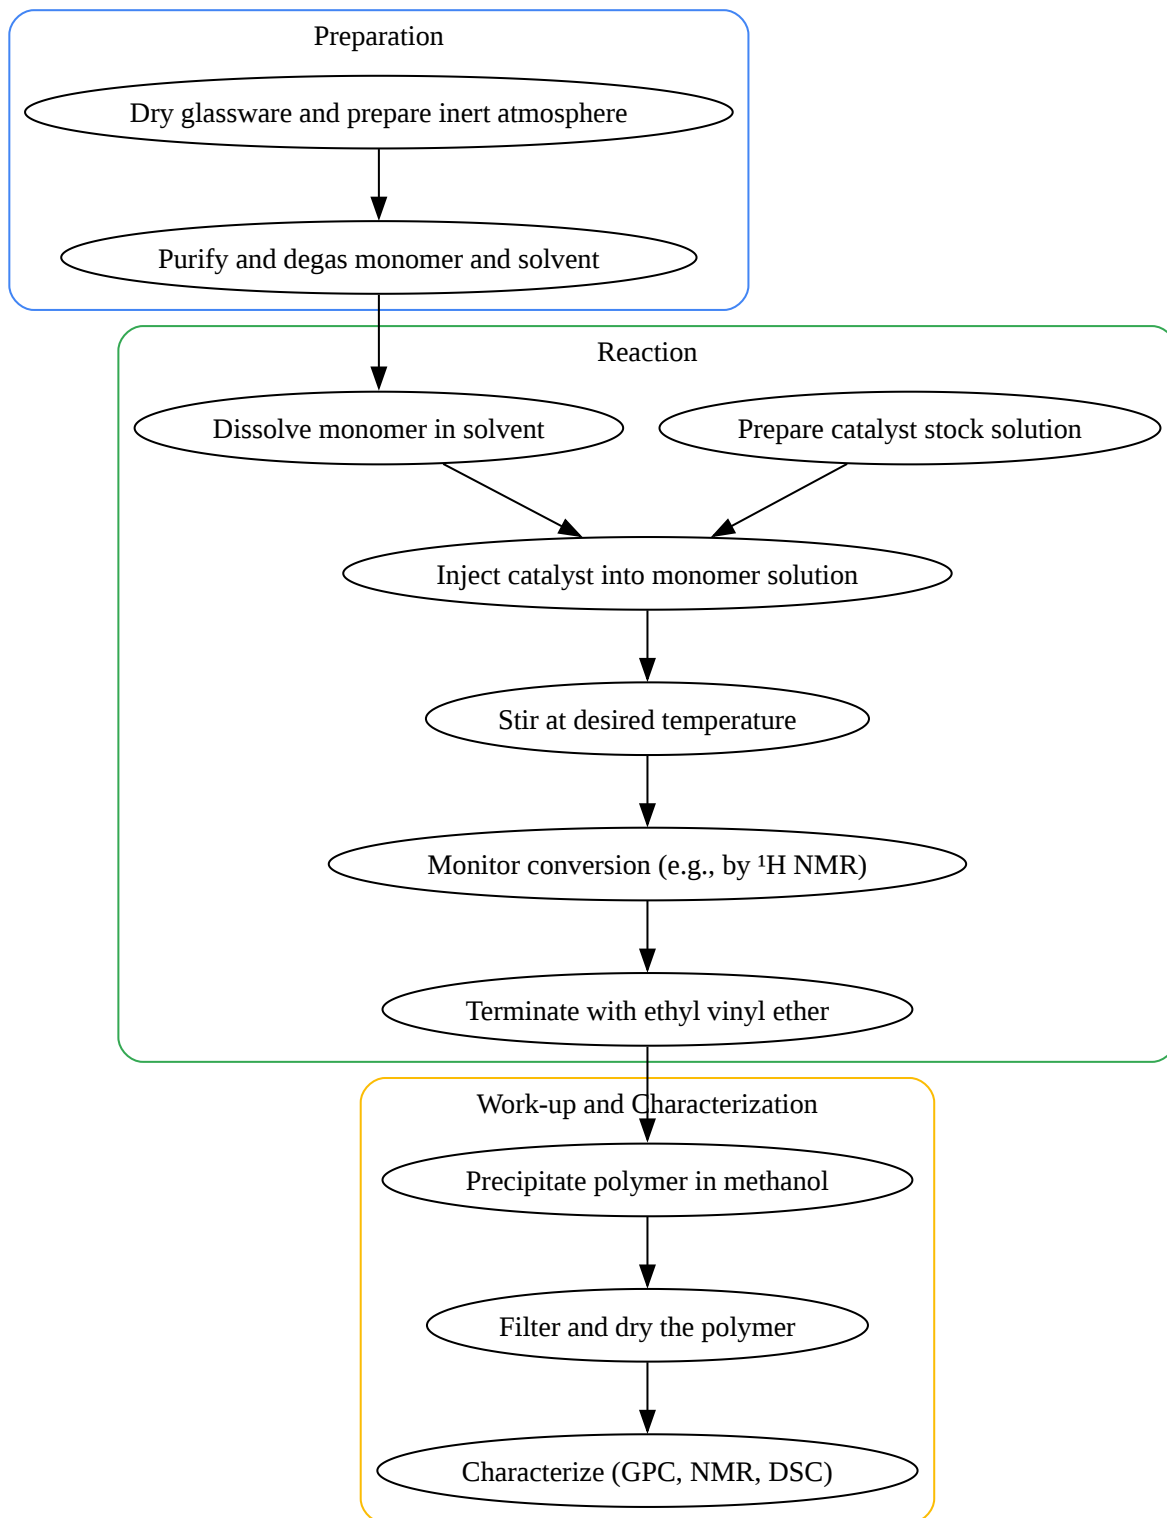 Preparation
Dry glassware and prepare inert atmosphere
Purify and degas monomer and solvent
Reaction
Dissolve monomer in solvent
Prepare catalyst stock solution
Inject catalyst into monomer solution
Stir at desired temperature
Monitor conversion (e.g., by ¹H NMR)
Terminate with ethyl vinyl ether
Work-up and Characterization
Precipitate polymer in methanol
Filter and dry the polymer
Characterize (GPC, NMR, DSC)